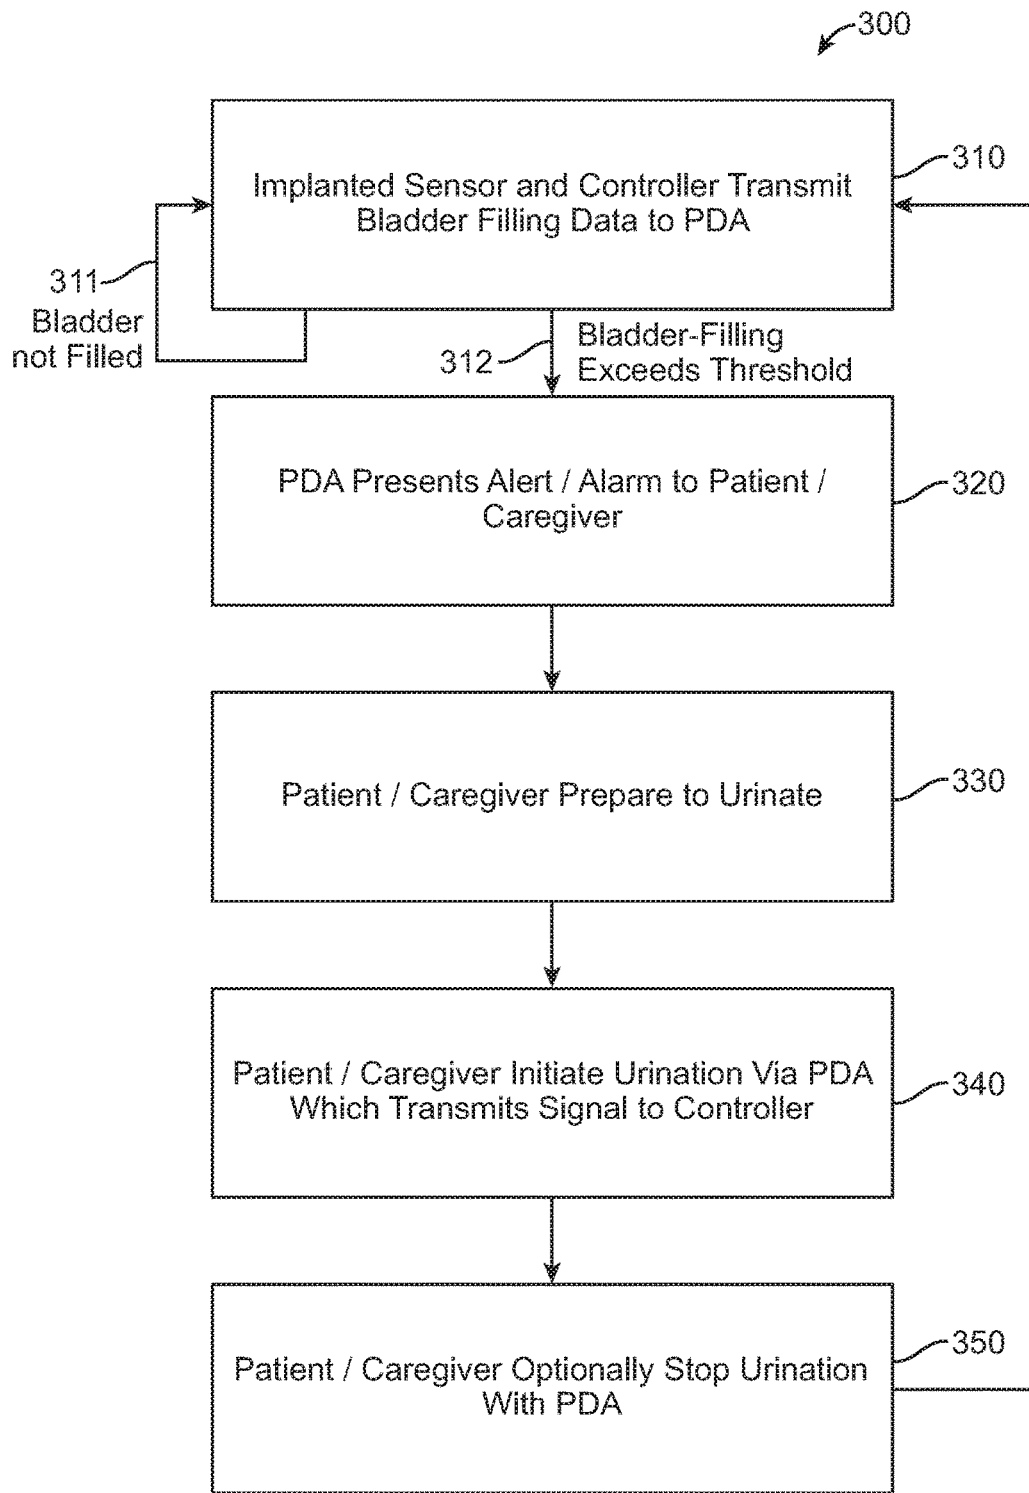 300
Implanted Sensor and Controller Transmit
Bladder Filling Data to PDA
310
311
Bladder
not Filled
312
Bladder-Filling
Exceeds Threshold
PDA Presents Alert / Alarm to Patient /
Caregiver
320
Patient / Caregiver Prepare to Urinate
330
Patient / Caregiver Initiate Urination Via PDA
Which Transmits Signal to Controller
340
Patient / Caregiver Optionally Stop Urination
With PDA
350